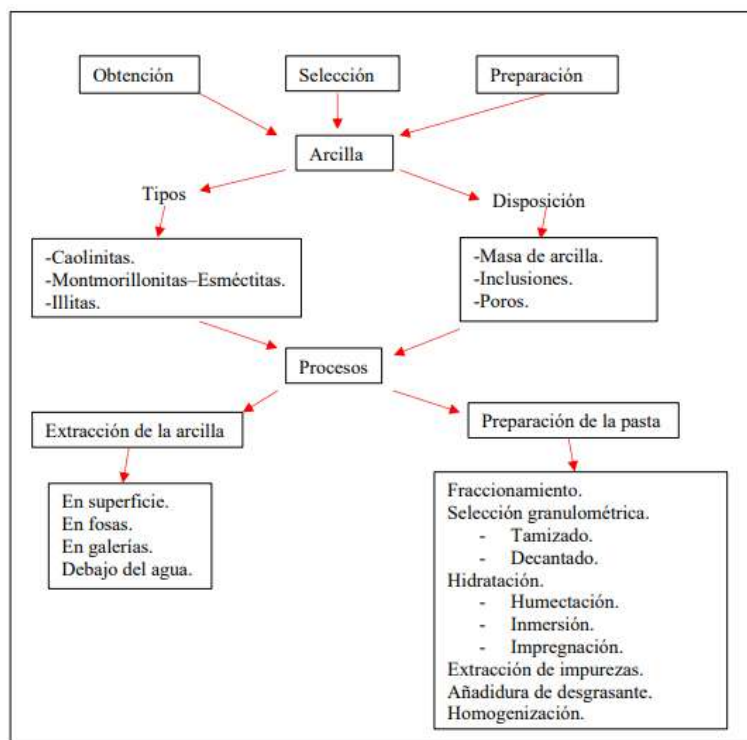 Obtención
Selección
Preparación
Arcilla
Tipos
Disposición
-Caolinitas.
-Montmorillonitas–Esméctitas.
-Illitas.
-Masa de arcilla.
-Inclusiones.
-Poros.
Procesos
Extracción de la arcilla
Preparación de la pasta
En superficie.
En fosas.
En galerías.
Debajo del agua.
Fraccionamiento.
Selección granulométrica.
- Tamizado.
- Decantado.
Hidratación.
- Humectación.
- Inmersión.
- Impregnación.
Extracción de impurezas.
Añadidura de desgrasante.
Homogenización.